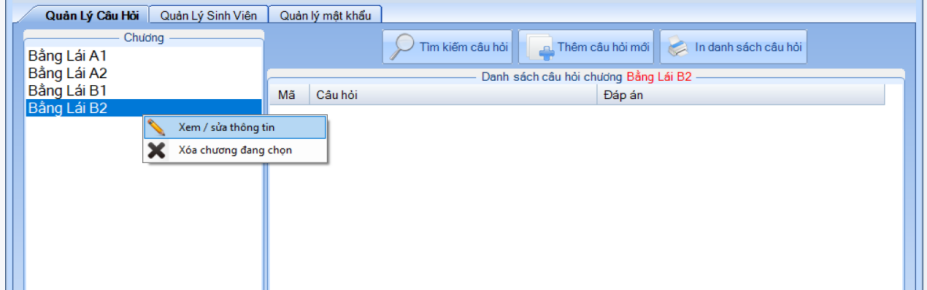 Quản Lý Câu Hỏi Quản Lý Sinh Viên Quản lý mật khẩu
Chương
Bằng Lái A1
Bằng Lái A2
Bằng Lái B1
Bằng Lái B2
Xem / sửa thông tin
Xóa chương đang chọn
Tìm kiếm câu hỏi Thêm câu hỏi mới In danh sách câu hỏi
Danh sách câu hỏi chương Bằng Lái B2
Mã Câu hỏi Đáp án